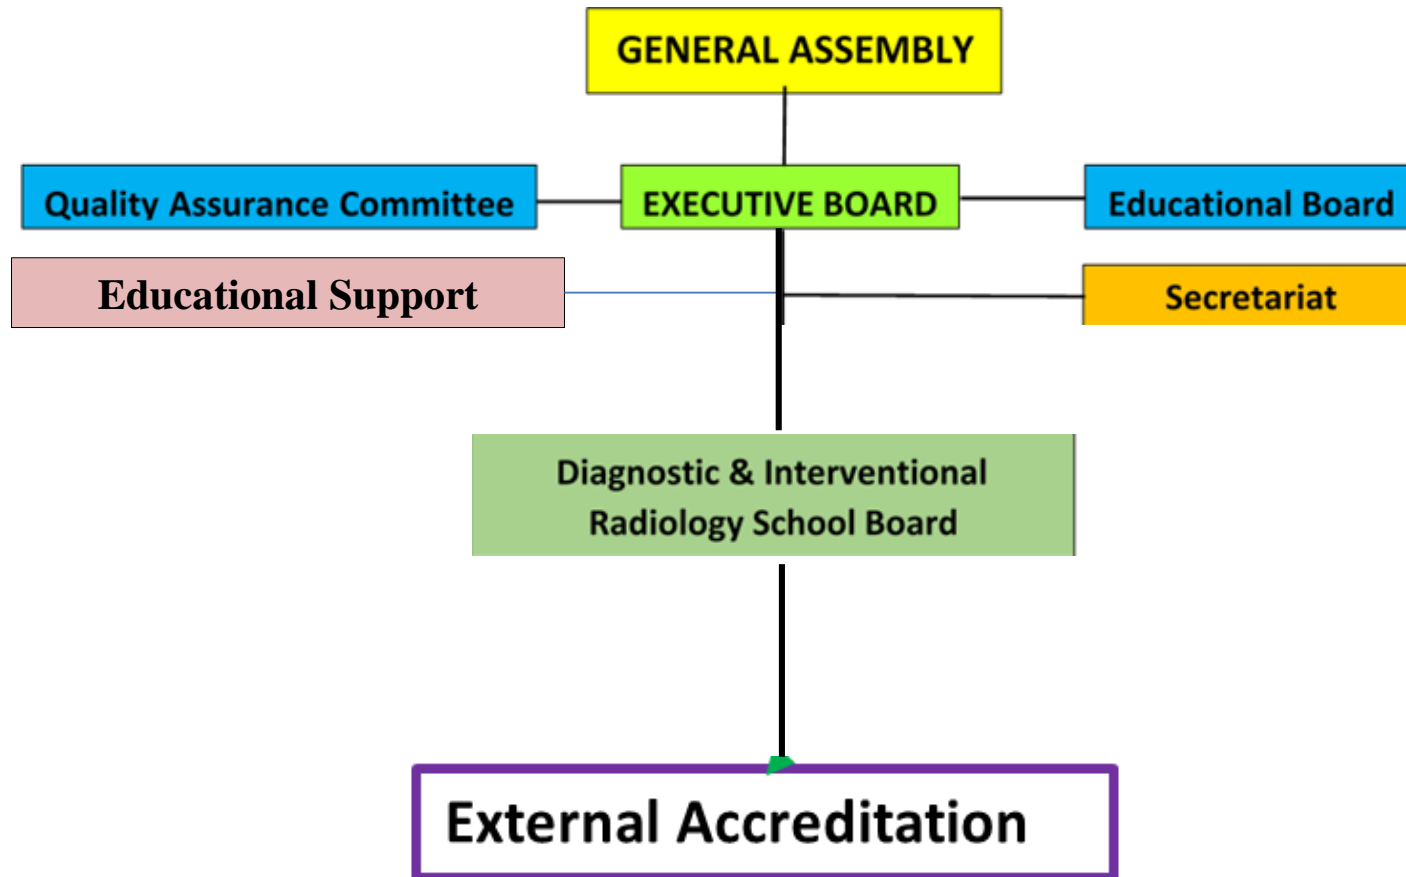 GENERAL ASSEMBLY
Quality Assurance Committee
EXECUTIVE BOARD
Educational Board
Educational Support
Secretariat
Diagnostic & Interventional
Radiology School Board
External Accreditation